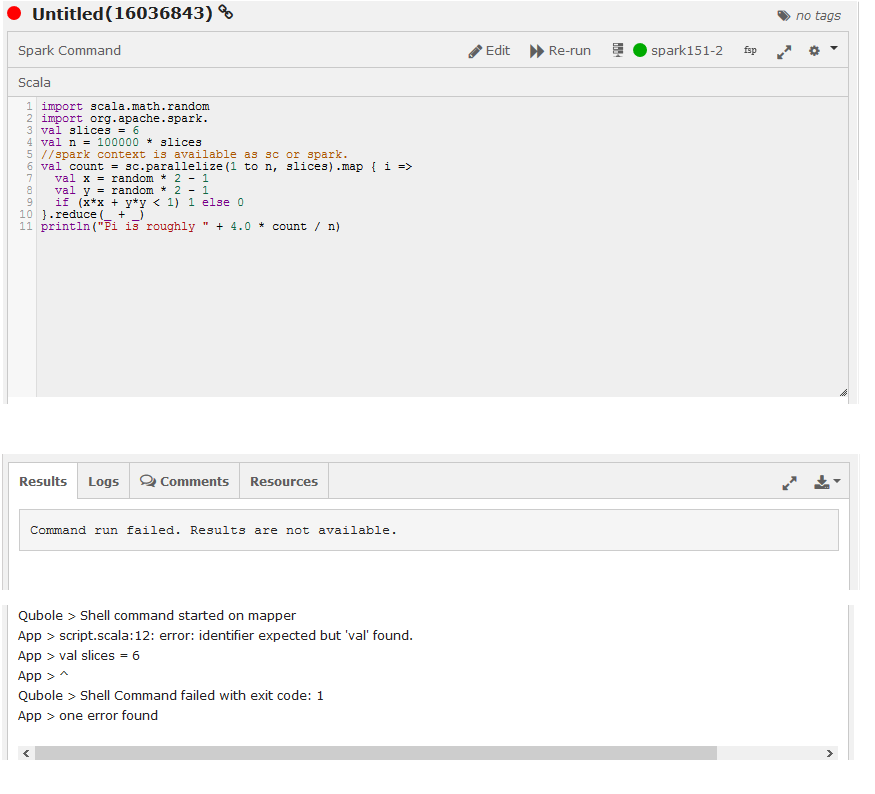 Untitled(16036843)
no tags
Spark Command
Edit
Re-run
spark151-2
fsp
Scala
1 import scala.math.random
2 import org.apache.spark.
3 val slices = 6
4 val n = 100000 * slices
5 //spark context is available as sc or spark.
6 val count = sc.parallelize(1 to n, slices).map { i =>
7   val x = random * 2 - 1
8   val y = random * 2 - 1
9   if (x*x + y*y < 1) 1 else 0
10 }.reduce(_ + _)
11 println("Pi is roughly " + 4.0 * count / n)
Results
Logs
Comments
Resources
Command run failed. Results are not available.
Qubole > Shell command started on mapper
App > script.scala:12: error: identifier expected but 'val' found.
App > val slices = 6
App > ^
Qubole > Shell Command failed with exit code: 1
App > one error found